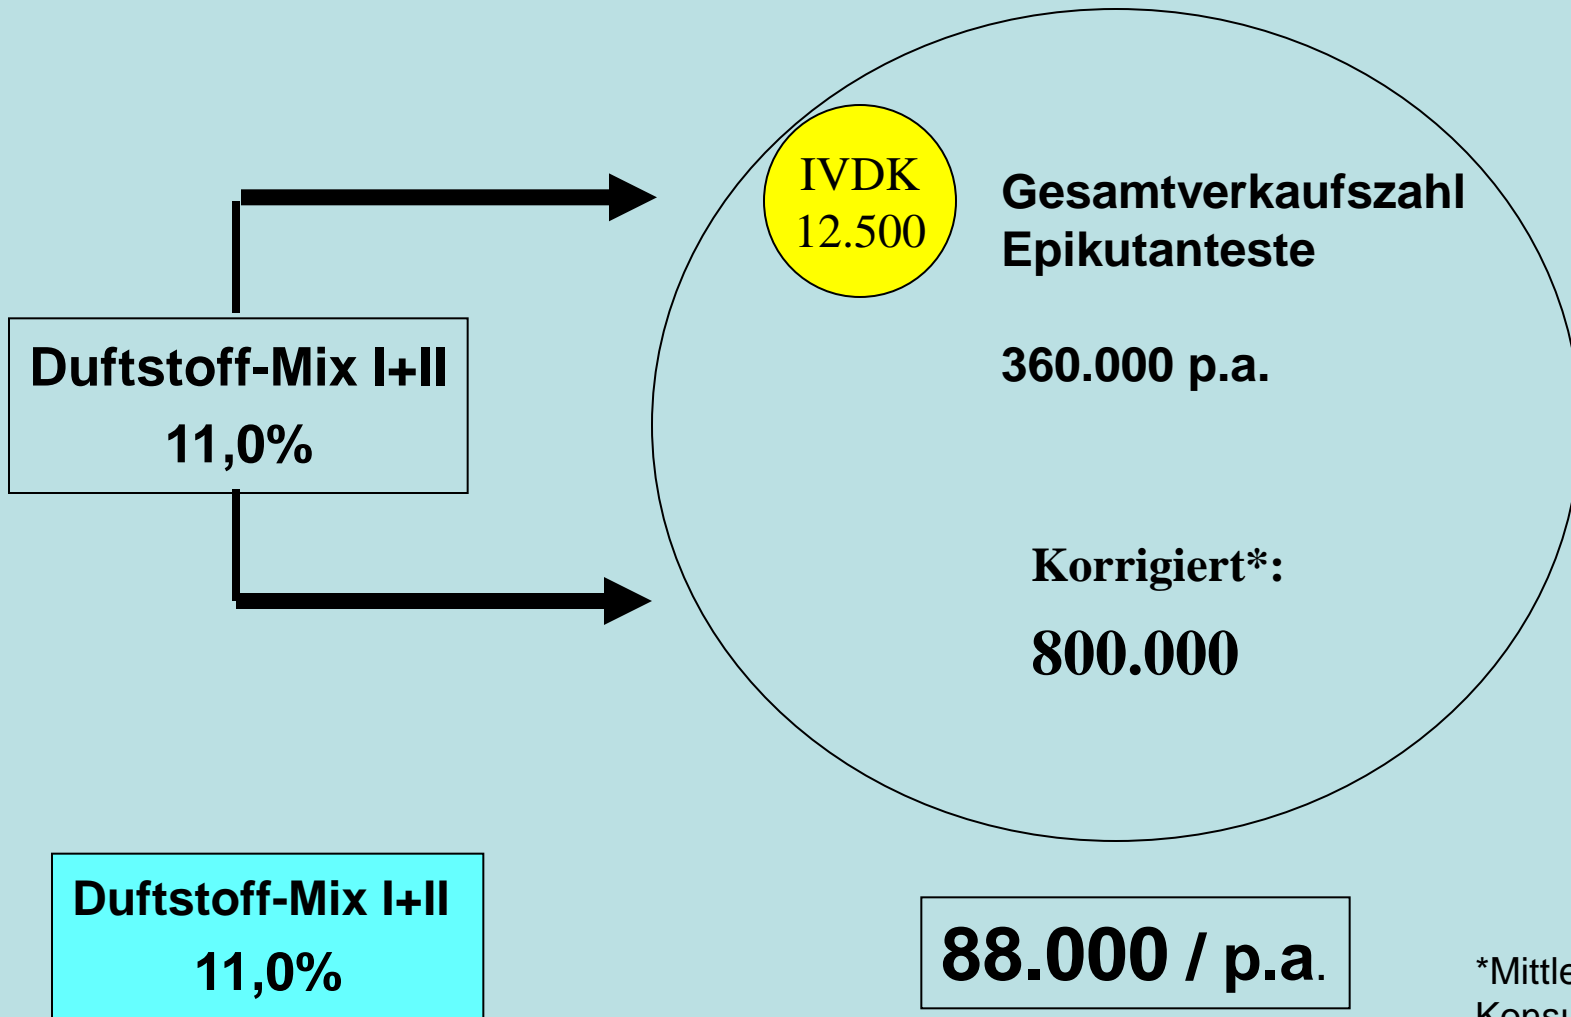 IVDK
12.500
Gesamtverkaufszahl
Epikutanteste
360.000 p.a.
Duftstoff-Mix I+II
11,0%
Korrigiert*:
800.000
Duftstoff-Mix I+II
11,0%
88.000 / p.a.